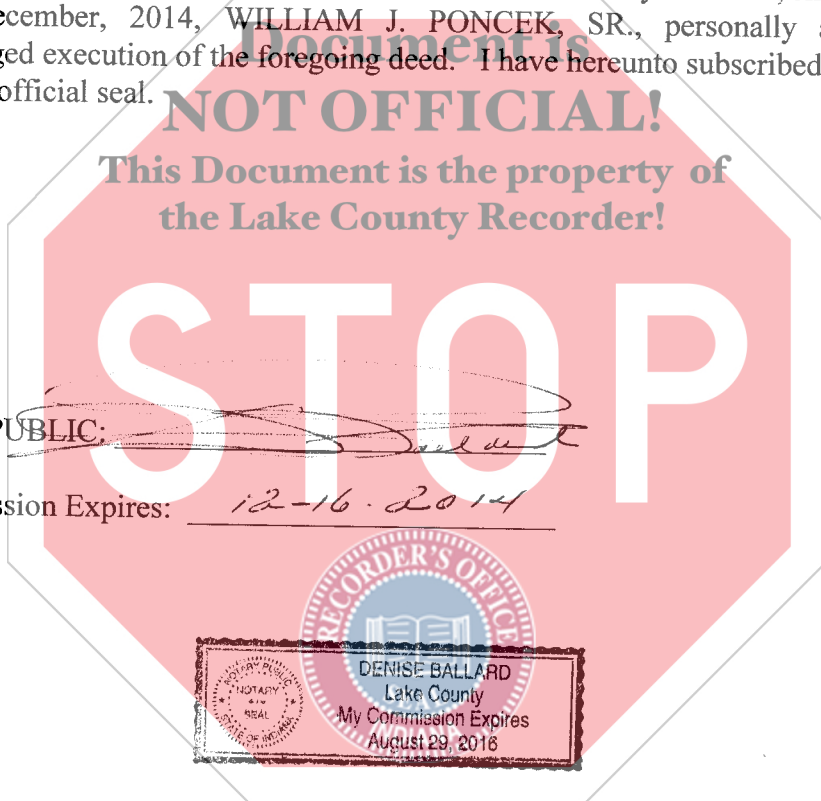 ecember, 2014, WILLIAM J. PONCEK, SR., personally
ged execution of the foregoing deed. I have hereunto subscribed
official seal.
Document is
NOT OFFICIAL!
This Document is the property of
the Lake County Recorder!
STOP
PUBLIC:
ssion Expires: 12-16-2014
RECORDER'S OFFICE
NOTARY PUBLIC
NOTARY
SEAL
STATE OF INDIANA
DENISE BALLARD
Lake County
My Commission Expires
August 29, 2016
INDIANA